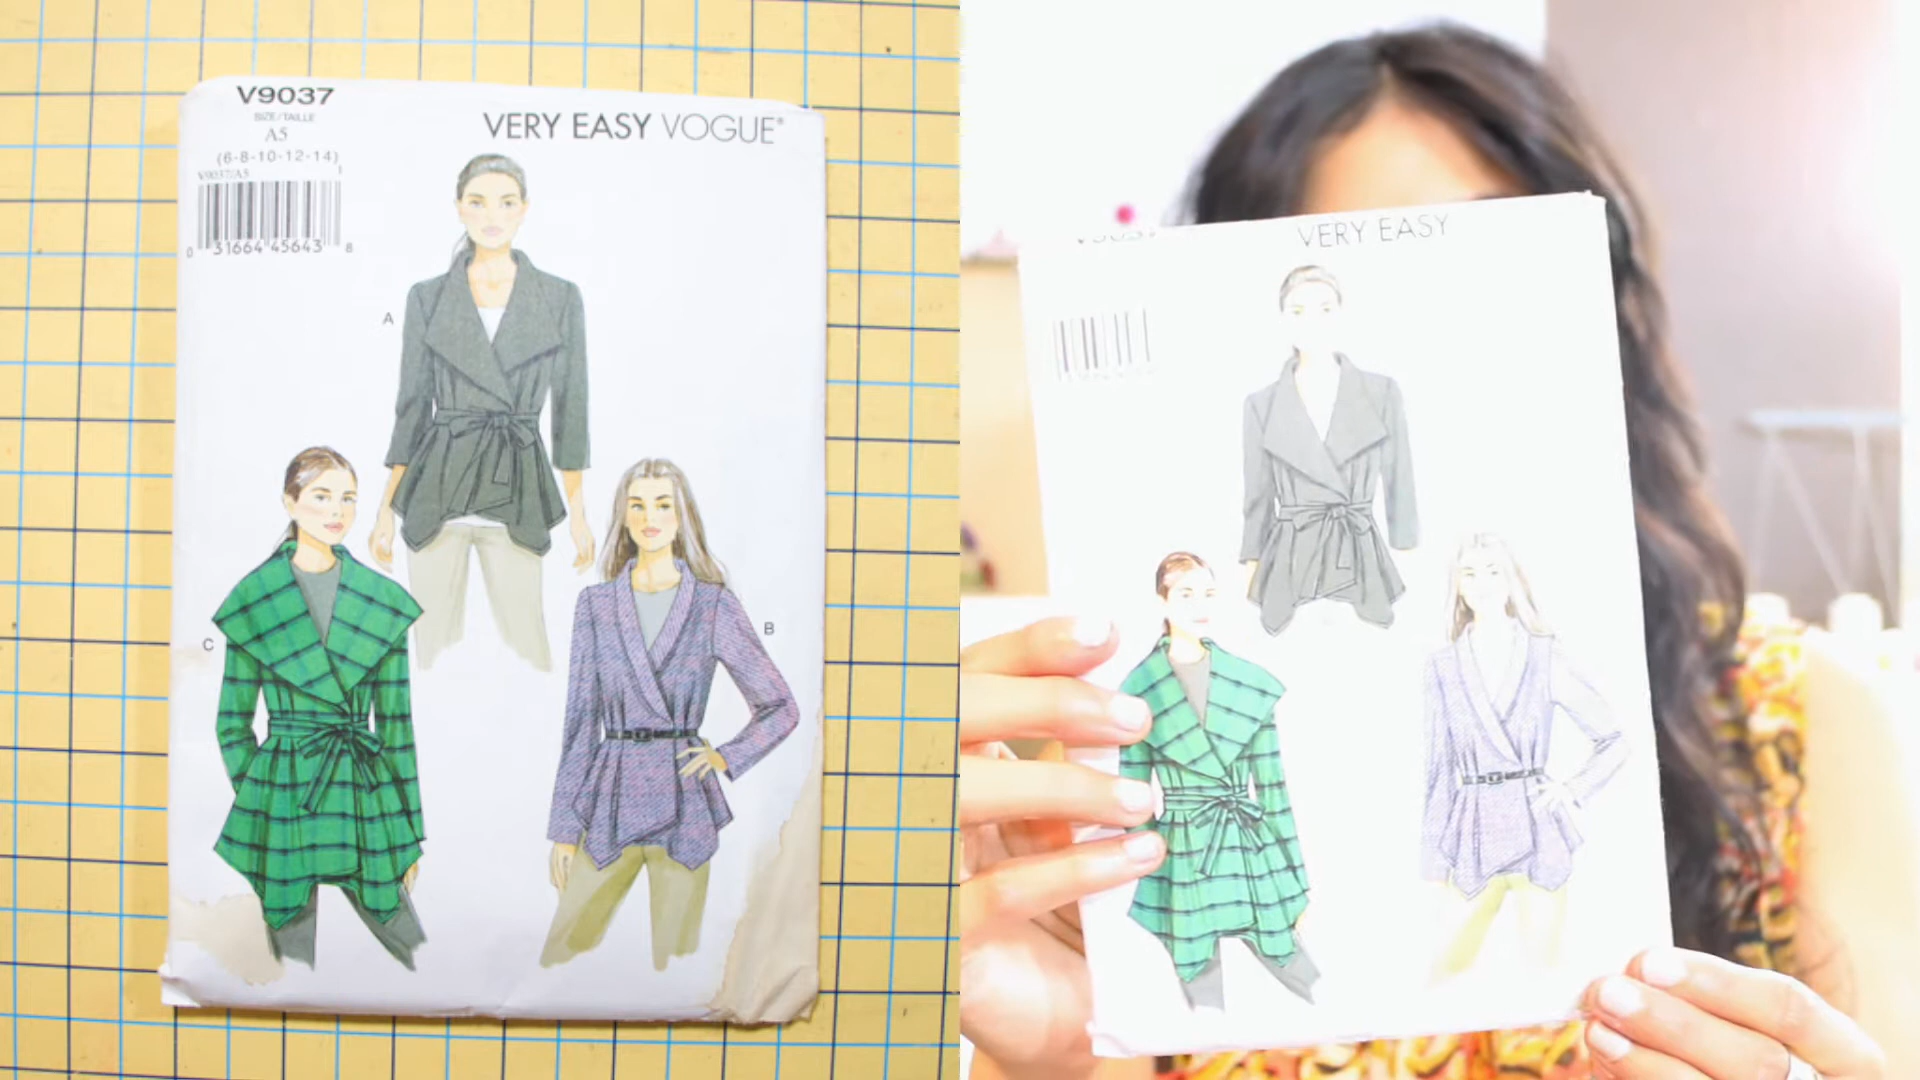 V9037
SIZE/TAILLE
A5
(6-8-10-12-14)
V9037/A5 1
0 31664 45643 8
VERY EASY VOGUE®
A
B
C
VERY EASY